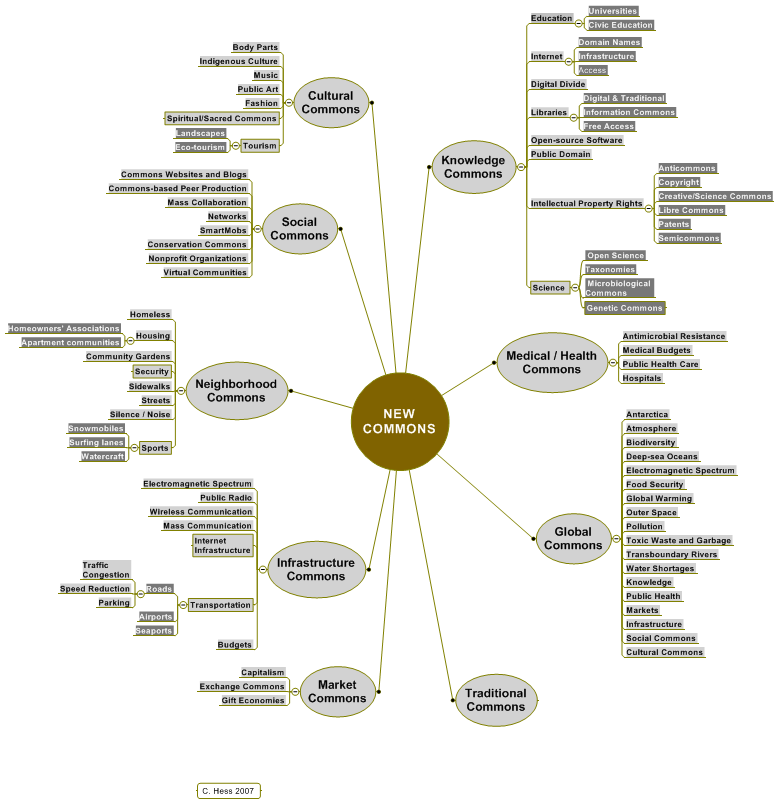 NEW
COMMONS
Cultural
Commons
Body Parts
Indigenous Culture
Music
Public Art
Fashion
Spiritual/Sacred Commons
Tourism
Landscapes
Eco-tourism
Social
Commons
Commons Websites and Blogs
Commons-based Peer Production
Mass Collaboration
Networks
SmartMobs
Conservation Commons
Nonprofit Organizations
Virtual Communities
Neighborhood
Commons
Homeless
Housing
Homeowners' Associations
Apartment communities
Community Gardens
Security
Sidewalks
Streets
Silence / Noise
Sports
Snowmobiles
Surfing lanes
Watercraft
Infrastructure
Commons
Electromagnetic Spectrum
Public Radio
Wireless Communication
Mass Communication
Internet
Infrastructure
Transportation
Roads
Traffic
Congestion
Speed Reduction
Parking
Airports
Seaports
Budgets
Market
Commons
Capitalism
Exchange Commons
Gift Economies
Knowledge
Commons
Education
Universities
Civic Education
Internet
Domain Names
Infrastructure
Access
Digital Divide
Libraries
Digital & Traditional
Information Commons
Free Access
Open-source Software
Public Domain
Intellectual Property Rights
Anticommons
Copyright
Creative/Science Commons
Libre Commons
Patents
Semicommons
Science
Open Science
Taxonomies
Microbiological
Commons
Genetic Commons
Medical / Health
Commons
Antimicrobial Resistance
Medical Budgets
Public Health Care
Hospitals
Global
Commons
Antarctica
Atmosphere
Biodiversity
Deep-sea Oceans
Electromagnetic Spectrum
Food Security
Global Warming
Outer Space
Pollution
Toxic Waste and Garbage
Transboundary Rivers
Water Shortages
Knowledge
Public Health
Markets
Infrastructure
Social Commons
Cultural Commons
Traditional
Commons
C. Hess 2007